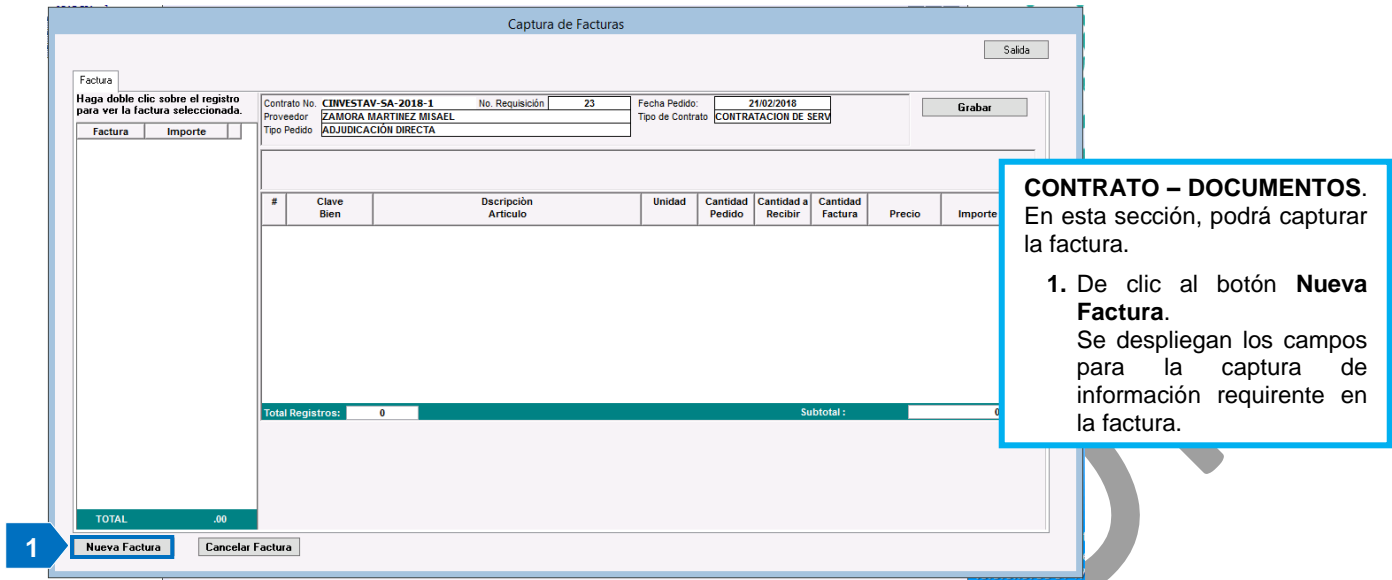 Captura de Facturas
Salida
Factura
Haga doble clic sobre el registro
para ver la factura seleccionada.
Factura Importe
TOTAL .00
Contrato No. CINVESTAV-SA-2018-1 No. Requisición 23 Fecha Pedido: 21/02/2018
Proveedor ZAMORA MARTINEZ MISAEL Tipo de Contrato CONTRATACION DE SERV
Tipo Pedido ADJUDICACIÓN DIRECTA
Grabar
# Clave Bien Dscripciòn Artículo Unidad Cantidad Pedido Cantidad a Recibir Cantidad Factura Precio Importe
Total Registros: 0 Subtotal :
1
Nueva Factura Cancelar Factura
CONTRATO – DOCUMENTOS.
En esta sección, podrá capturar
la factura.
1. De clic al botón Nueva
Factura.
Se despliegan los campos
para la captura de
información requirente en
la factura.